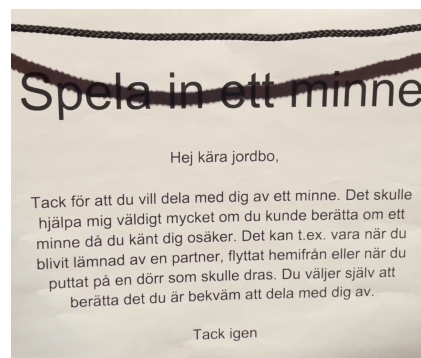 Spela in ett minne
Hej kära jordbo,
Tack för att du vill dela med dig av ett minne. Det skulle
hjälpa mig väldigt mycket om du kunde berätta om ett
minne då du känt dig osäker. Det kan t.ex. vara när du
blivit lämnad av en partner, flyttat hemifrån eller när du
puttat på en dörr som skulle dras. Du väljer själv att
berätta det du är bekväm att dela med dig av.
Tack igen